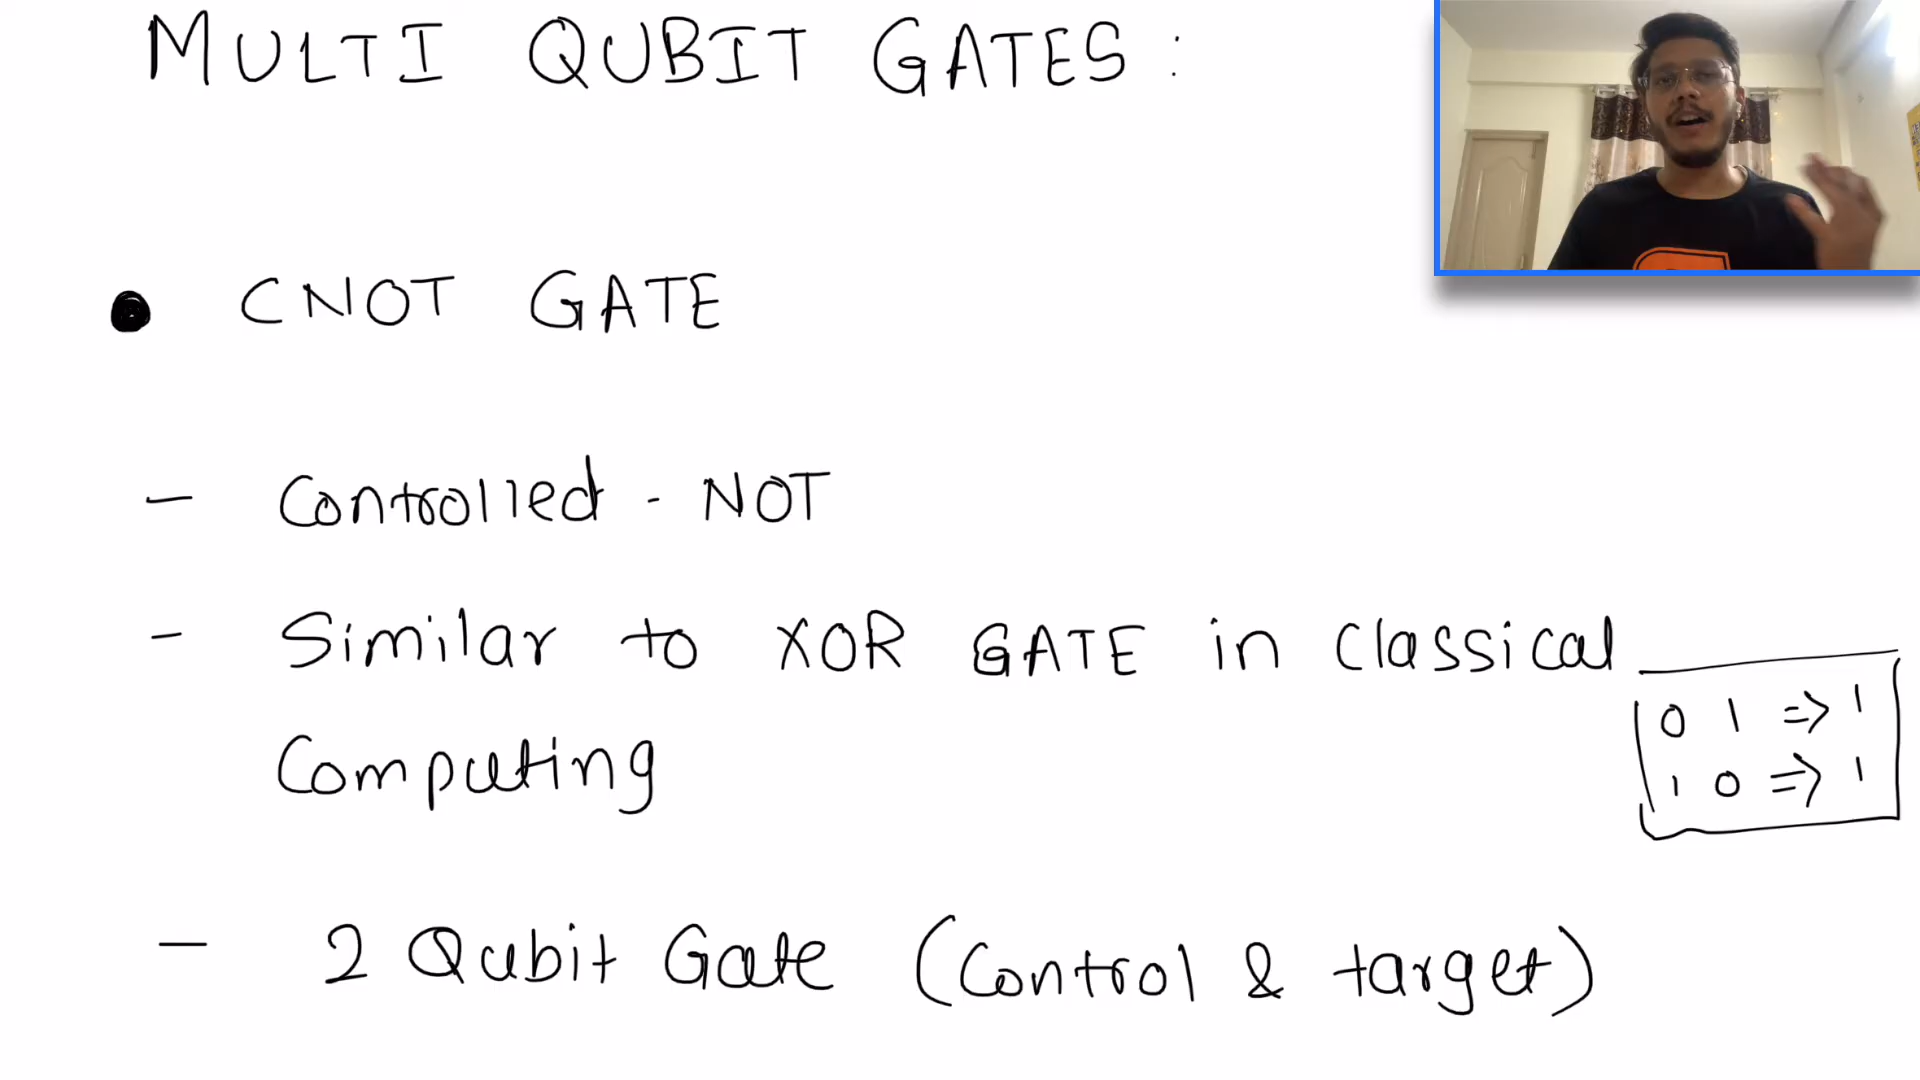 MULTI QUBIT GATES :
CNOT GATE
- Controlled - NOT
- Similar to XOR GATE in Classical
Computing
0 1 => 1
1 0 => 1
- 2 Qubit Gate (Control & target)